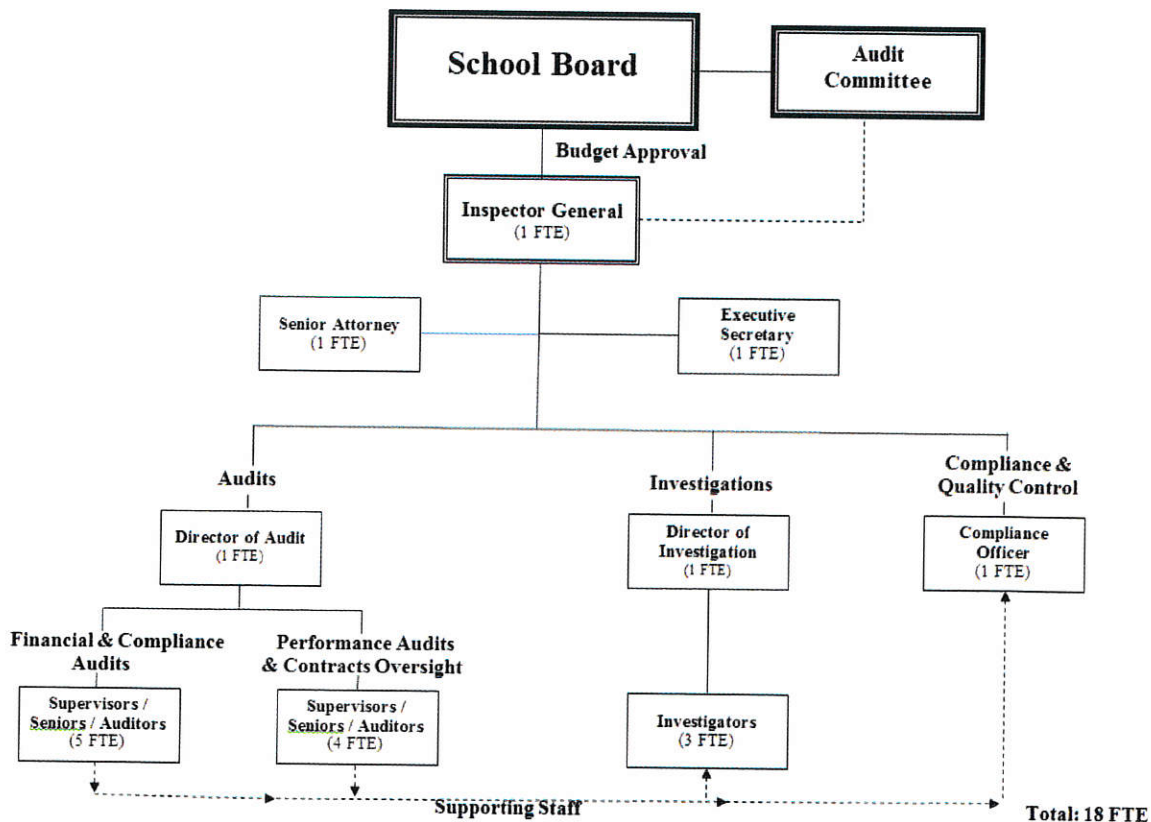 School Board
Audit
Committee
Budget Approval
Inspector General
(1 FTE)
Senior Attorney
(1 FTE)
Executive
Secretary
(1 FTE)
Audits
Investigations
Compliance &
Quality Control
Director of Audit
(1 FTE)
Director of
Investigation
(1 FTE)
Compliance
Officer
(1 FTE)
Financial & Compliance
Audits
Performance Audits
& Contracts Oversight
Supervisors /
Seniors / Auditors
(5 FTE)
Supervisors /
Seniors / Auditors
(4 FTE)
Investigators
(3 FTE)
Supporting Staff
Total: 18 FTE